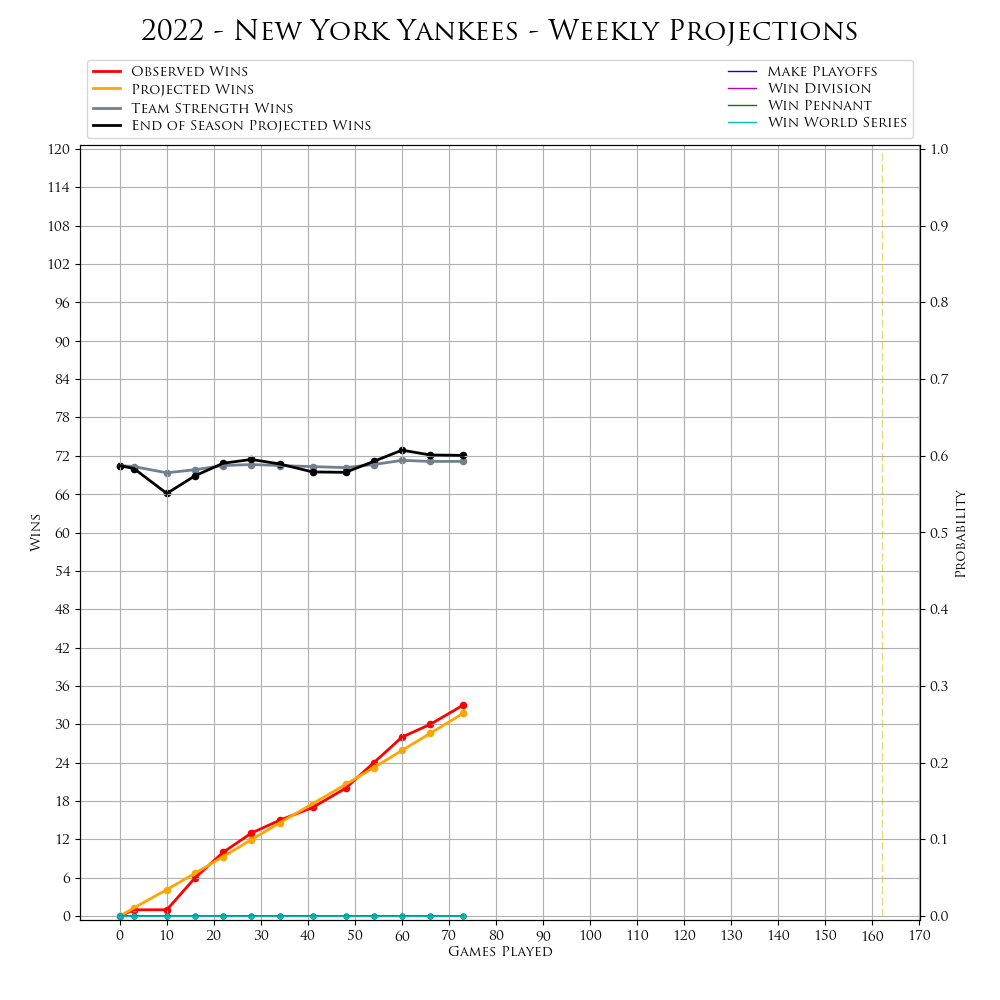 2022 - New York Yankees - Weekly Projections
Observed Wins
Projected Wins
Team Strength Wins
End of Season Projected Wins
Make Playoffs
Win Division
Win Pennant
Win World Series
120
114
108
102
96
90
84
78
72
66
60
54
48
42
36
30
24
18
12
6
0
Wins
1.0
0.9
0.8
0.7
0.6
0.5
0.4
0.3
0.2
0.1
0.0
Probability
0 10 20 30 40 50 60 70 80 90 100 110 120 130 140 150 160 170
Games Played